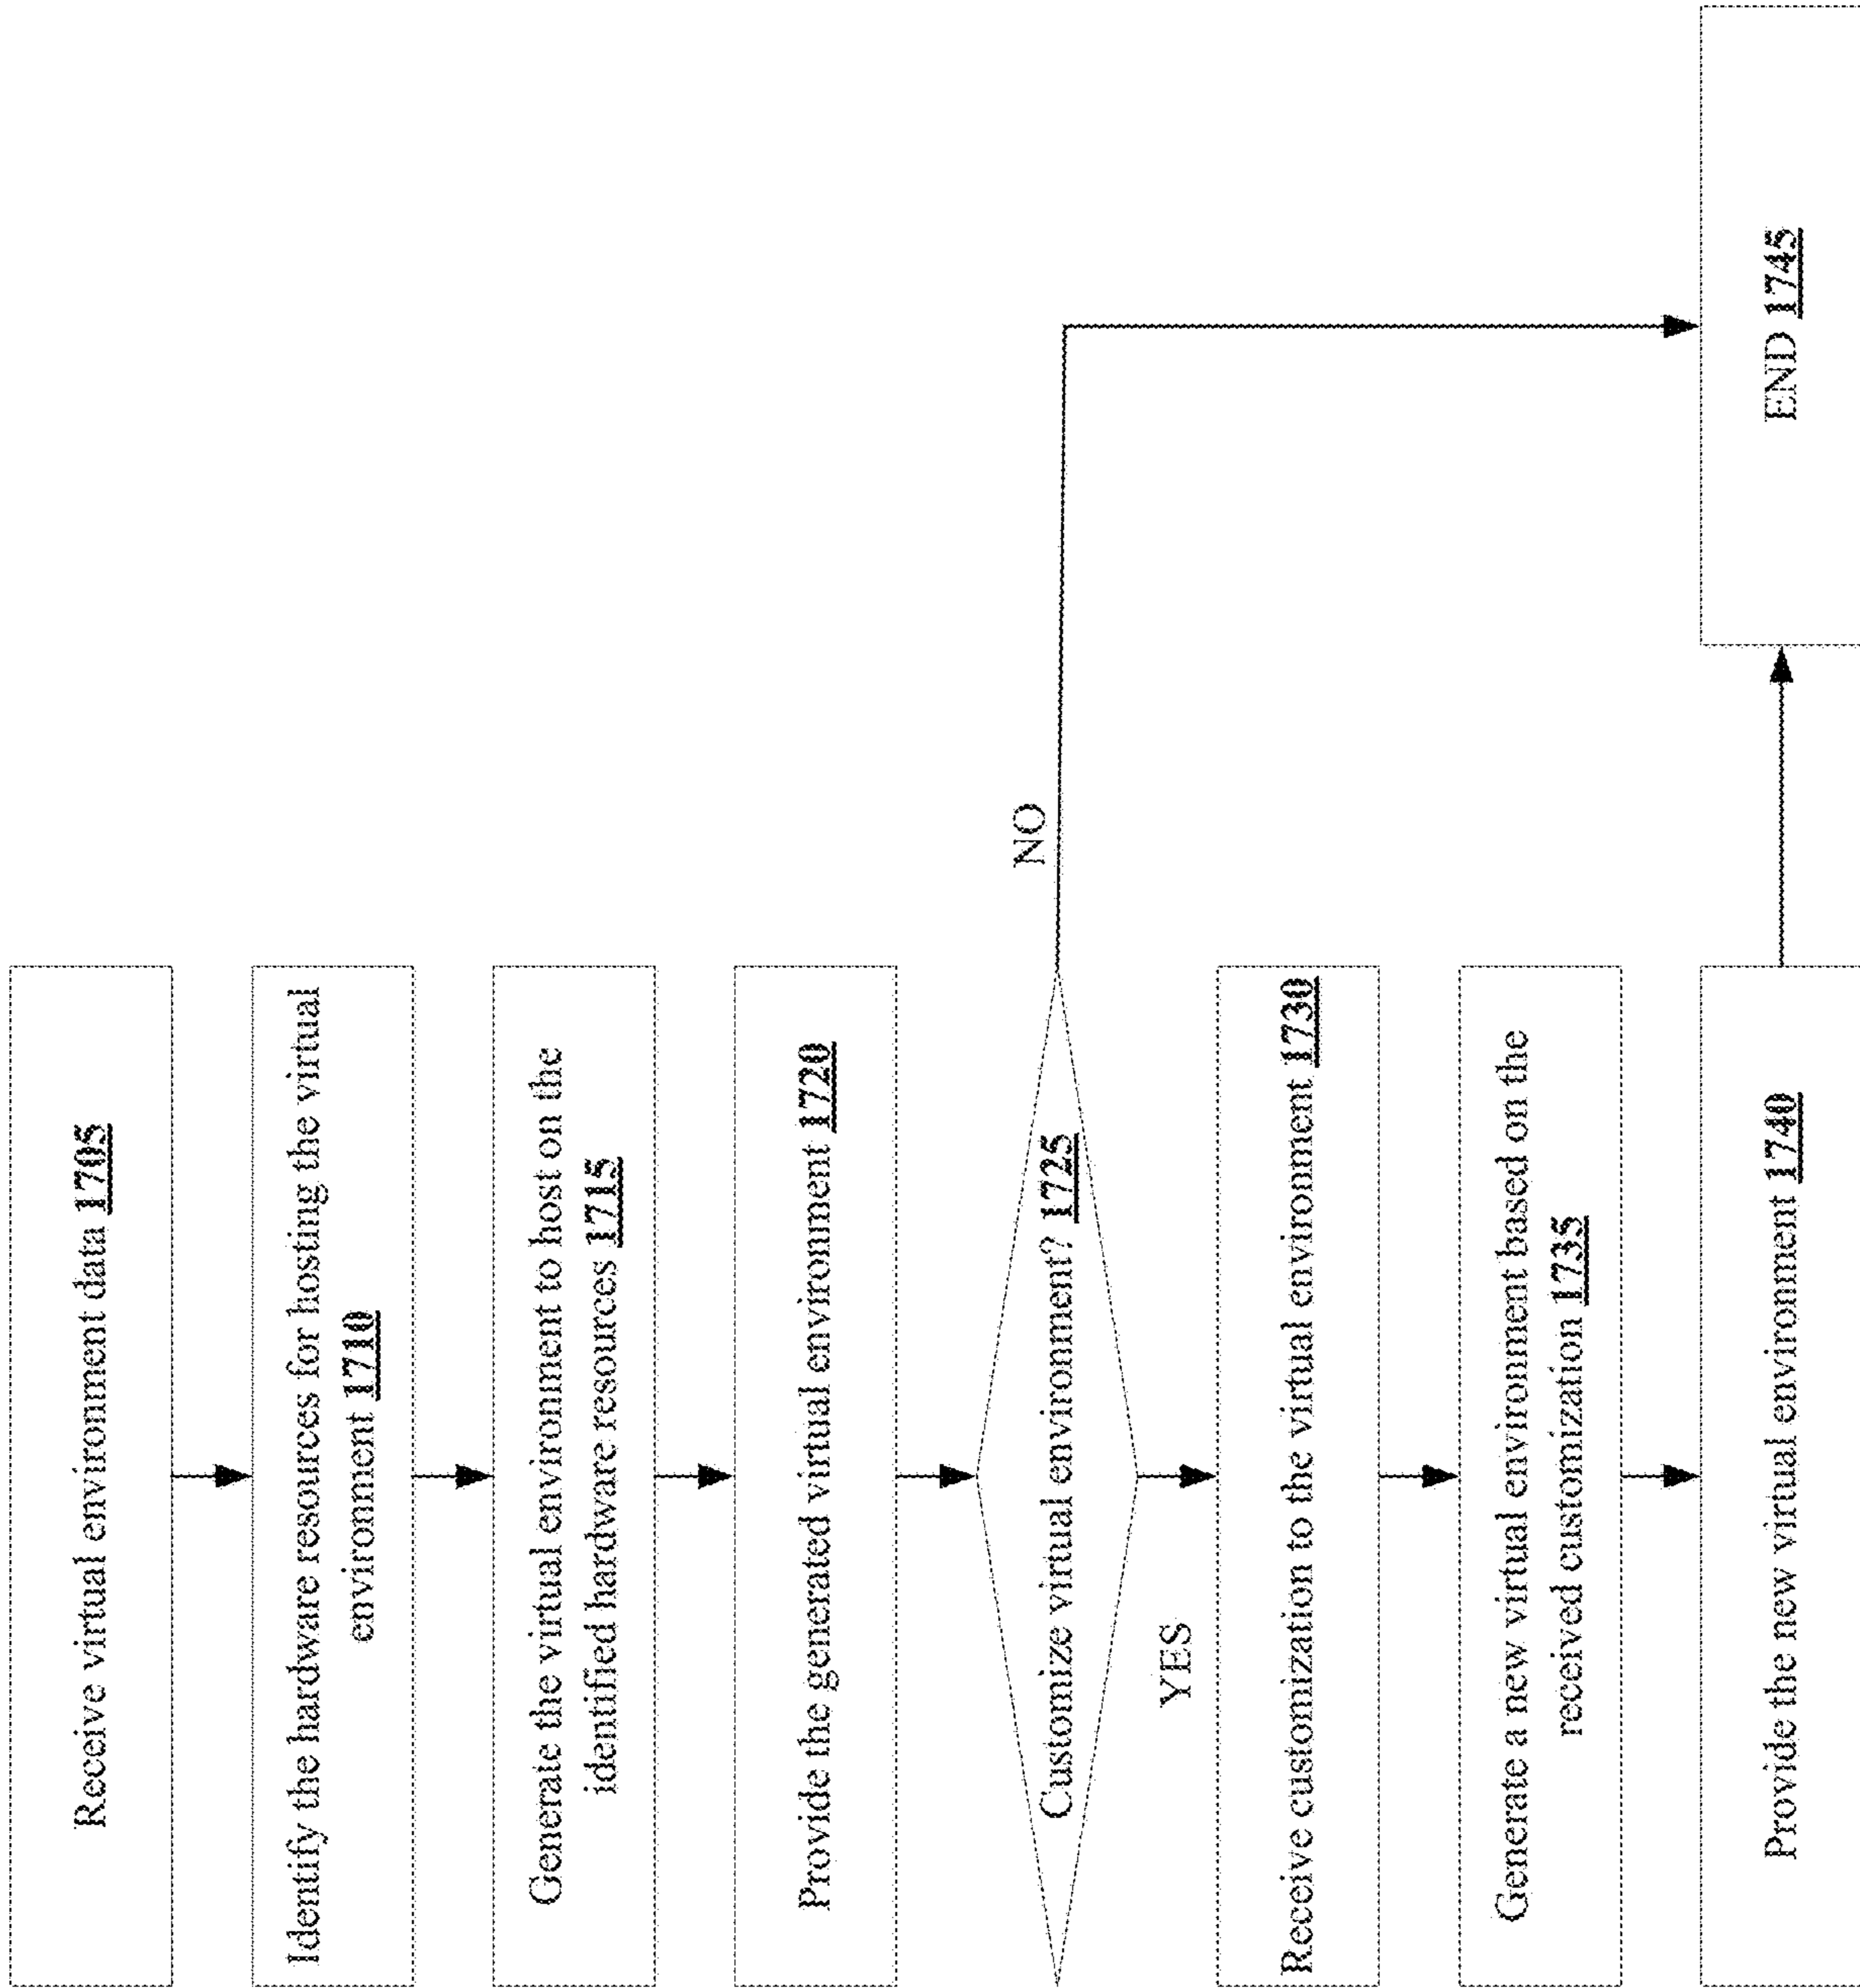 Receive virtual environment data 1705
Identify the hardware resources for hosting the virtual
environment 1710
Generate the virtual environment to host on the
identified hardware resources 1715
Provide the generated virtual environment 1720
Customize virtual environment? 1725
NO
YES
Receive customization to the virtual environment 1730
Generate a new virtual environment based on the
received customization 1735
Provide the new virtual environment 1740
END 1745